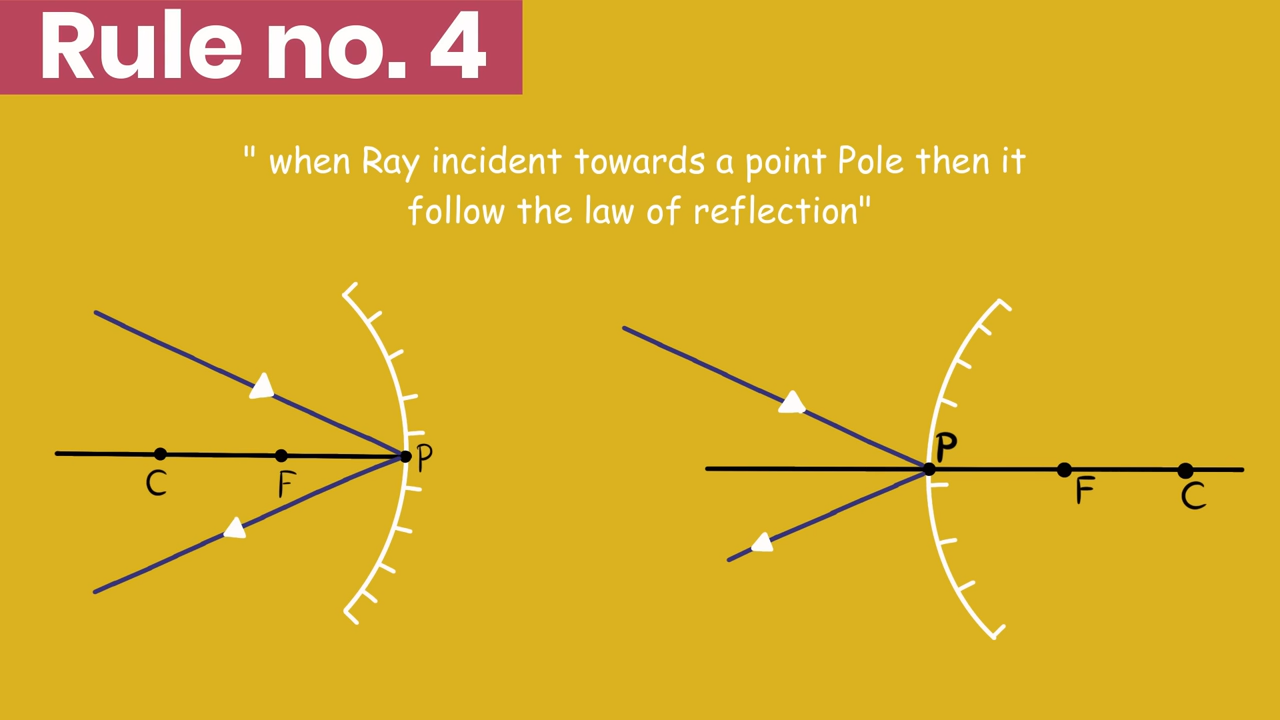 Rule no. 4
" when Ray incident towards a point Pole then it
follow the law of reflection"
C
F
P
P
F
C